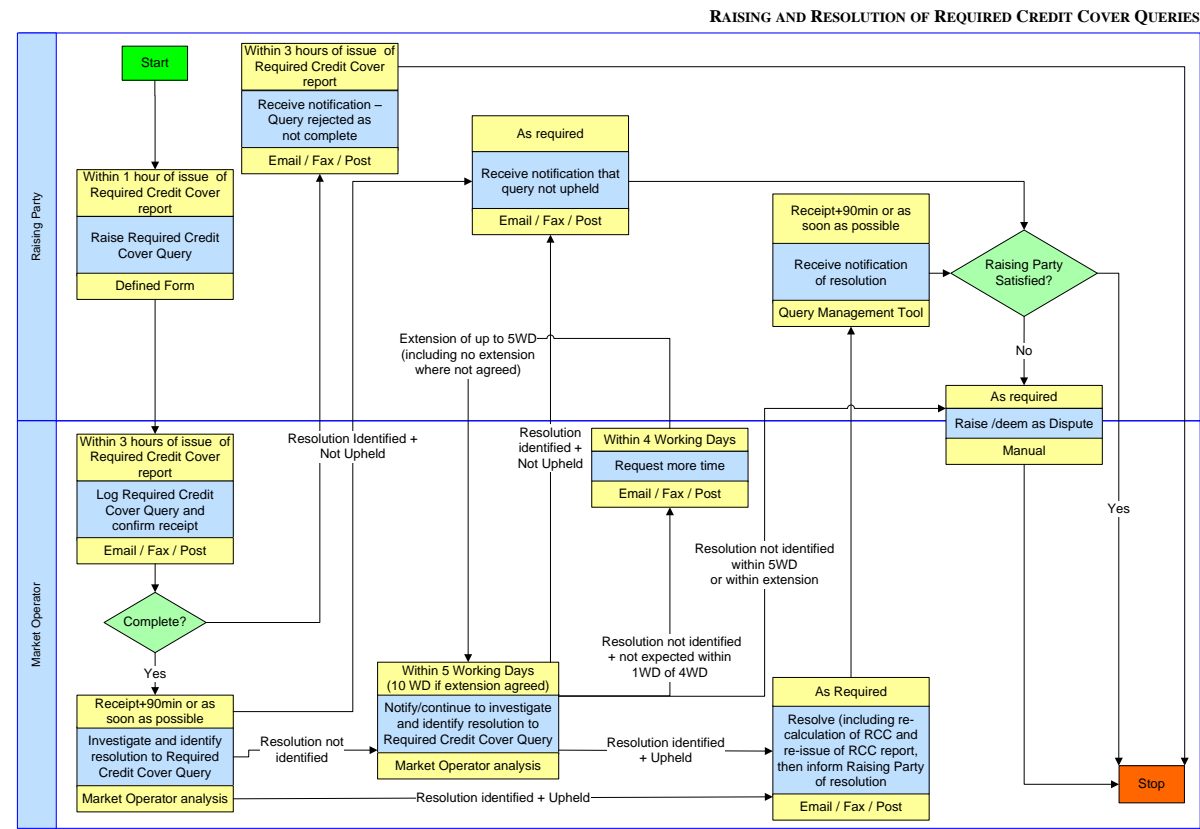 RAISING AND RESOLUTION OF REQUIRED CREDIT COVER QUERIES
Raising Party
Start
Within 3 hours of issue of
Required Credit Cover
report
Receive notification –
Query rejected as
not complete
Email / Fax / Post
As required
Receive notification that
query not upheld
Email / Fax / Post
Within 1 hour of issue of
Required Credit Cover
report
Raise Required Credit
Cover Query
Defined Form
Receipt+90min or as
soon as possible
Receive notification
of resolution
Query Management Tool
Raising Party
Satisfied?
No
Extension of up to 5WD
(including no extension
where not agreed)
As required
Raise /deem as Dispute
Manual
Market Operator
Within 3 hours of issue of
Required Credit Cover
report
Log Required Credit
Cover Query and
confirm receipt
Email / Fax / Post
Resolution Identified +
Not Upheld
Resolution
identified +
Not Upheld
Within 4 Working Days
Request more time
Email / Fax / Post
Yes
Resolution not identified
within 5WD
or within extension
Complete?
Yes
Resolution not identified
+ not expected within
1WD of 4WD
Receipt+90min or as
soon as possible
Investigate and identify
resolution to Required
Credit Cover Query
Market Operator analysis
Resolution not
identified
Within 5 Working Days
(10 WD if extension agreed)
Notify/continue to investigate
and identify resolution to
Required Credit Cover Query
Market Operator analysis
Resolution identified
+ Upheld
Resolution identified + Upheld
As Required
Resolve (including re-
calculation of RCC and
re-issue of RCC report,
then inform Raising Party
of resolution
Email / Fax / Post
Stop